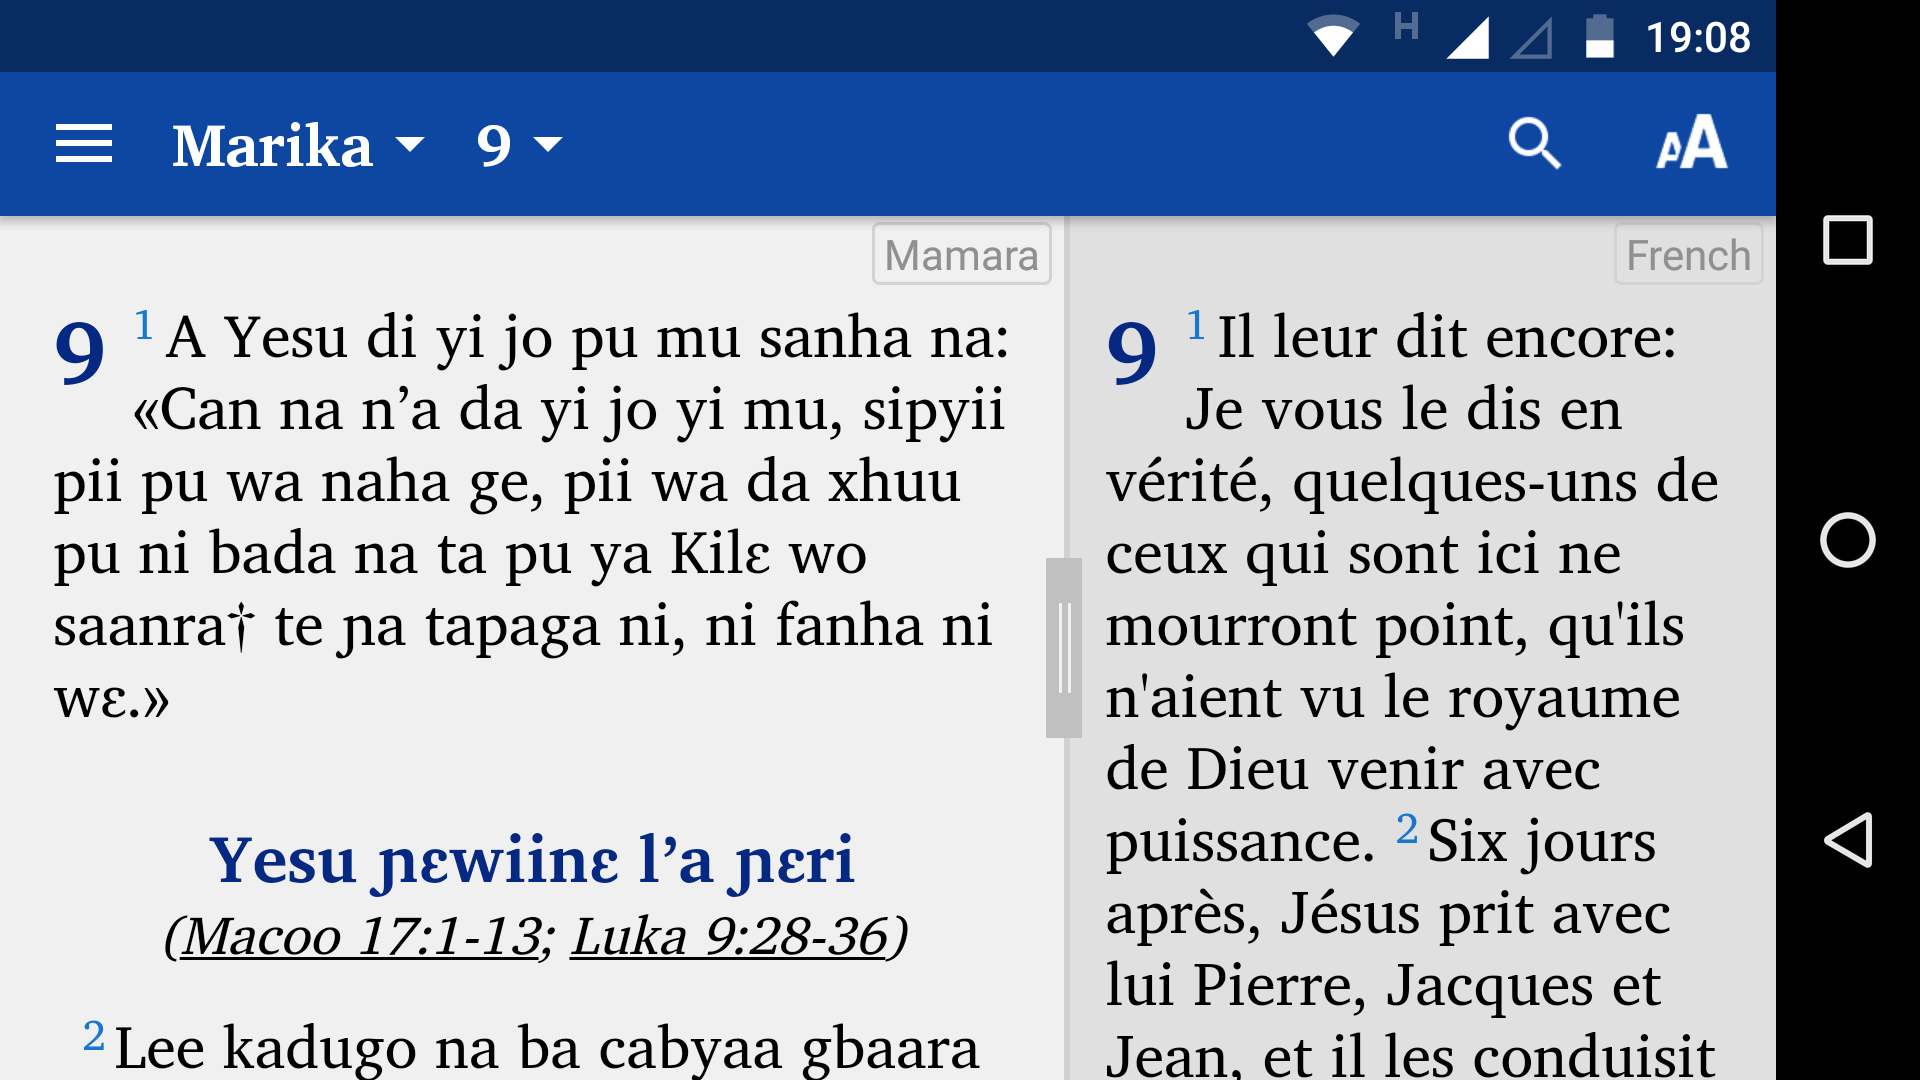 H 19:08
Marika 9
Mamara
9 1 A Yesu di yi jo pu mu sanha na:
«Can na n’a da yi jo yi mu, sipyii
pii pu wa naha ge, pii wa da xhuu
pu ni bada na ta pu ya Kilɛ wo
saanra† te ɲa tapaga ni, ni fanha ni
wɛ.»
Yesu ɲɛwiinɛ l’a ɲɛri
(Macoo 17:1-13; Luka 9:28-36)
2 Lee kadugo na ba cabyaa gbaara
French
9 1 Il leur dit encore:
Je vous le dis en
vérité, quelques-uns de
ceux qui sont ici ne
mourront point, qu'ils
n'aient vu le royaume
de Dieu venir avec
puissance. 2 Six jours
après, Jésus prit avec
lui Pierre, Jacques et
Jean, et il les conduisit